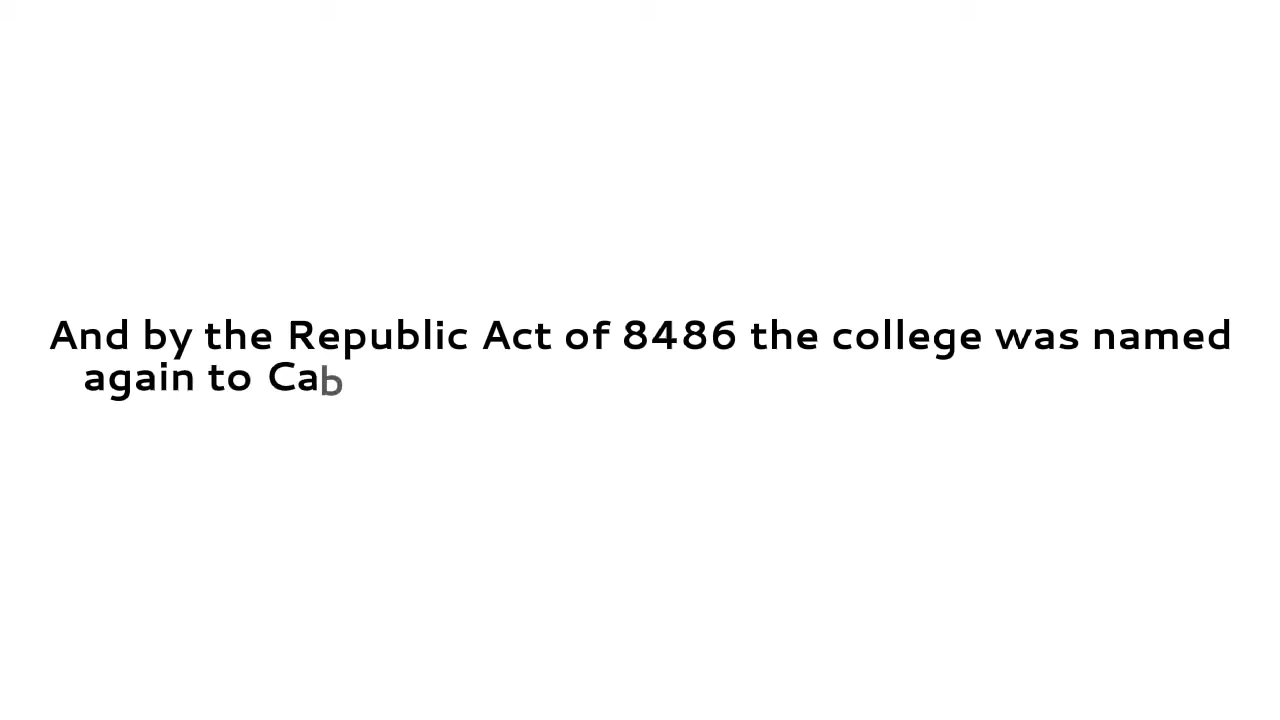 And by the Republic Act of 8486 the college was named
again to Cab